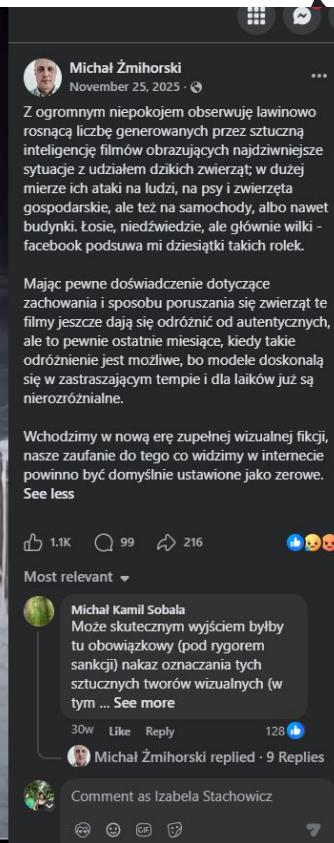 Michał Żmihorski
November 25, 2025 ·
Z ogromnym niepokojem obserwuję lawinowo
rosnącą liczbę generowanych przez sztuczną
inteligencję filmów obrazujących najdziwniejsze
sytuacje z udziałem dzikich zwierząt; w dużej
mierze ich ataki na ludzi, na psy i zwierzęta
gospodarskie, ale też na samochody, albo nawet
budynki. Łosie, niedźwiedzie, ale głównie wilki -
facebook podsuwa mi dziesiątki takich rolek.
Mając pewne doświadczenie dotyczące
zachowania i sposobu poruszania się zwierząt te
filmy jeszcze dają się odróżnić od autentycznych,
ale to pewnie ostatnie miesiące, kiedy takie
odróżnienie jest możliwe, bo modele doskonalą
się w zastraszającym tempie i dla laików już są
nierozróżnialne.
Wchodzimy w nową erę zupełnej wizualnej fikcji,
nasze zaufanie do tego co widzimy w internecie
powinno być domyślnie ustawione jako zerowe.
See less
1.1K 99 216
Most relevant
Michał Kamil Sobala
Może skutecznym wyjściem byłby
tu obowiązkowy (pod rygorem
sankcji) nakaz oznaczania tych
sztucznych tworów wizualnych (w
tym ... See more
30w Like Reply 128
Michał Żmihorski replied · 9 Replies
Comment as Izabela Stachowicz
GIF